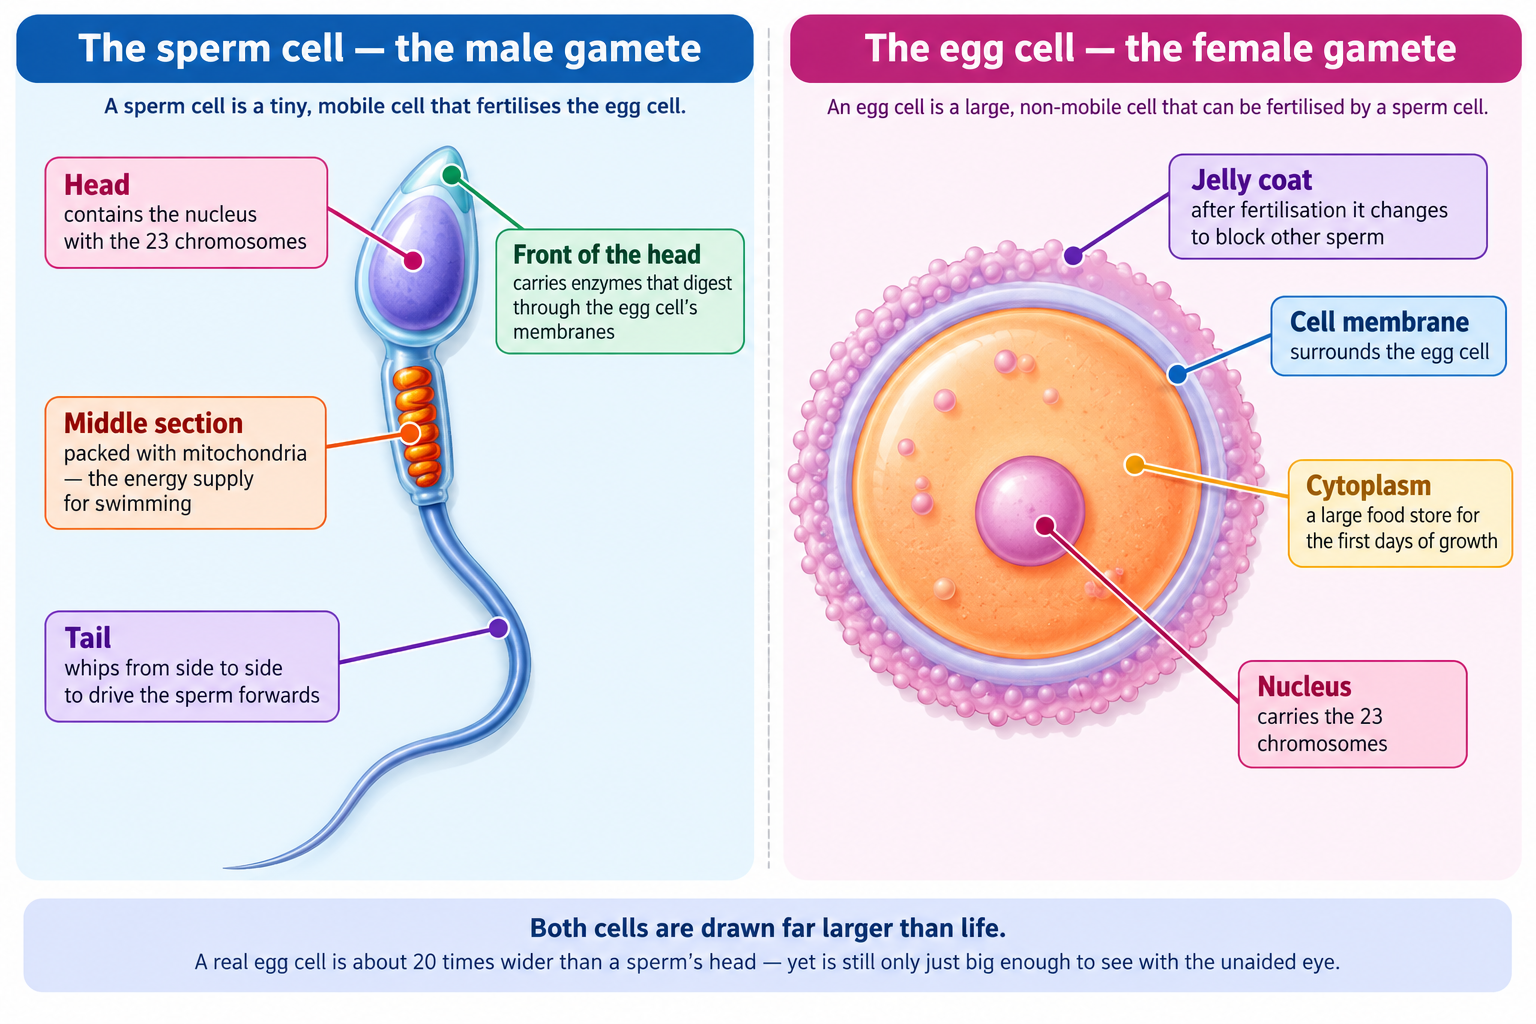 The sperm cell — the male gamete
A sperm cell is a tiny, mobile cell that fertilises the egg cell.
Head
contains the nucleus
with the 23 chromosomes
Front of the head
carries enzymes that digest
through the egg cell’s
membranes
Middle section
packed with mitochondria
— the energy supply
for swimming
Tail
whips from side to side
to drive the sperm forwards
The egg cell — the female gamete
An egg cell is a large, non-mobile cell that can be fertilised by a sperm cell.
Jelly coat
after fertilisation it changes
to block other sperm
Cell membrane
surrounds the egg cell
Cytoplasm
a large food store for
the first days of growth
Nucleus
carries the 23
chromosomes
Both cells are drawn far larger than life.
A real egg cell is about 20 times wider than a sperm’s head — yet is still only just big enough to see with the unaided eye.